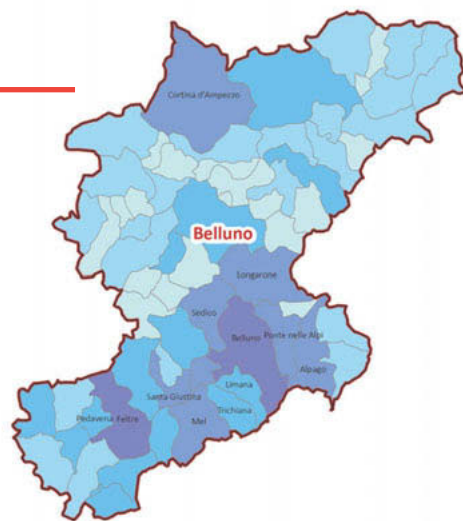 Cortina d'Ampezzo
Belluno
Longarone
Sedico
Belluno
Ponte nelle Alpi
Alpago
Limana
Santa Giustina
Pedavena
Feltre
Trichiana
Mel